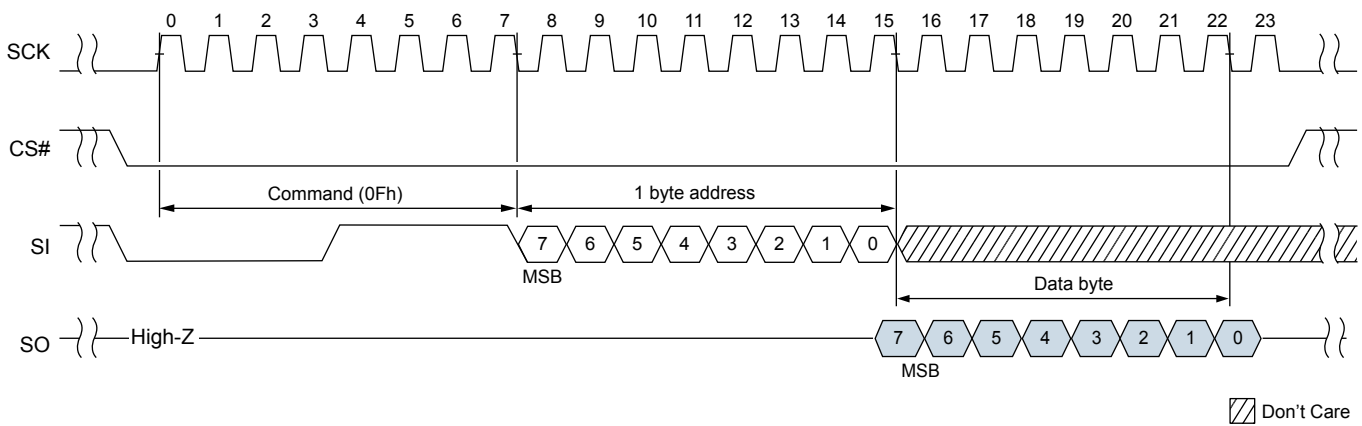 0 1 2 3 4 5 6 7 8 9 10 11 12 13 14 15 16 17 18 19 20 21 22 23
SCK
CS#
Command (0Fh) 1 byte address
SI 7 6 5 4 3 2 1 0
MSB Data byte
SO High-Z 7 6 5 4 3 2 1 0
MSB
Don't Care